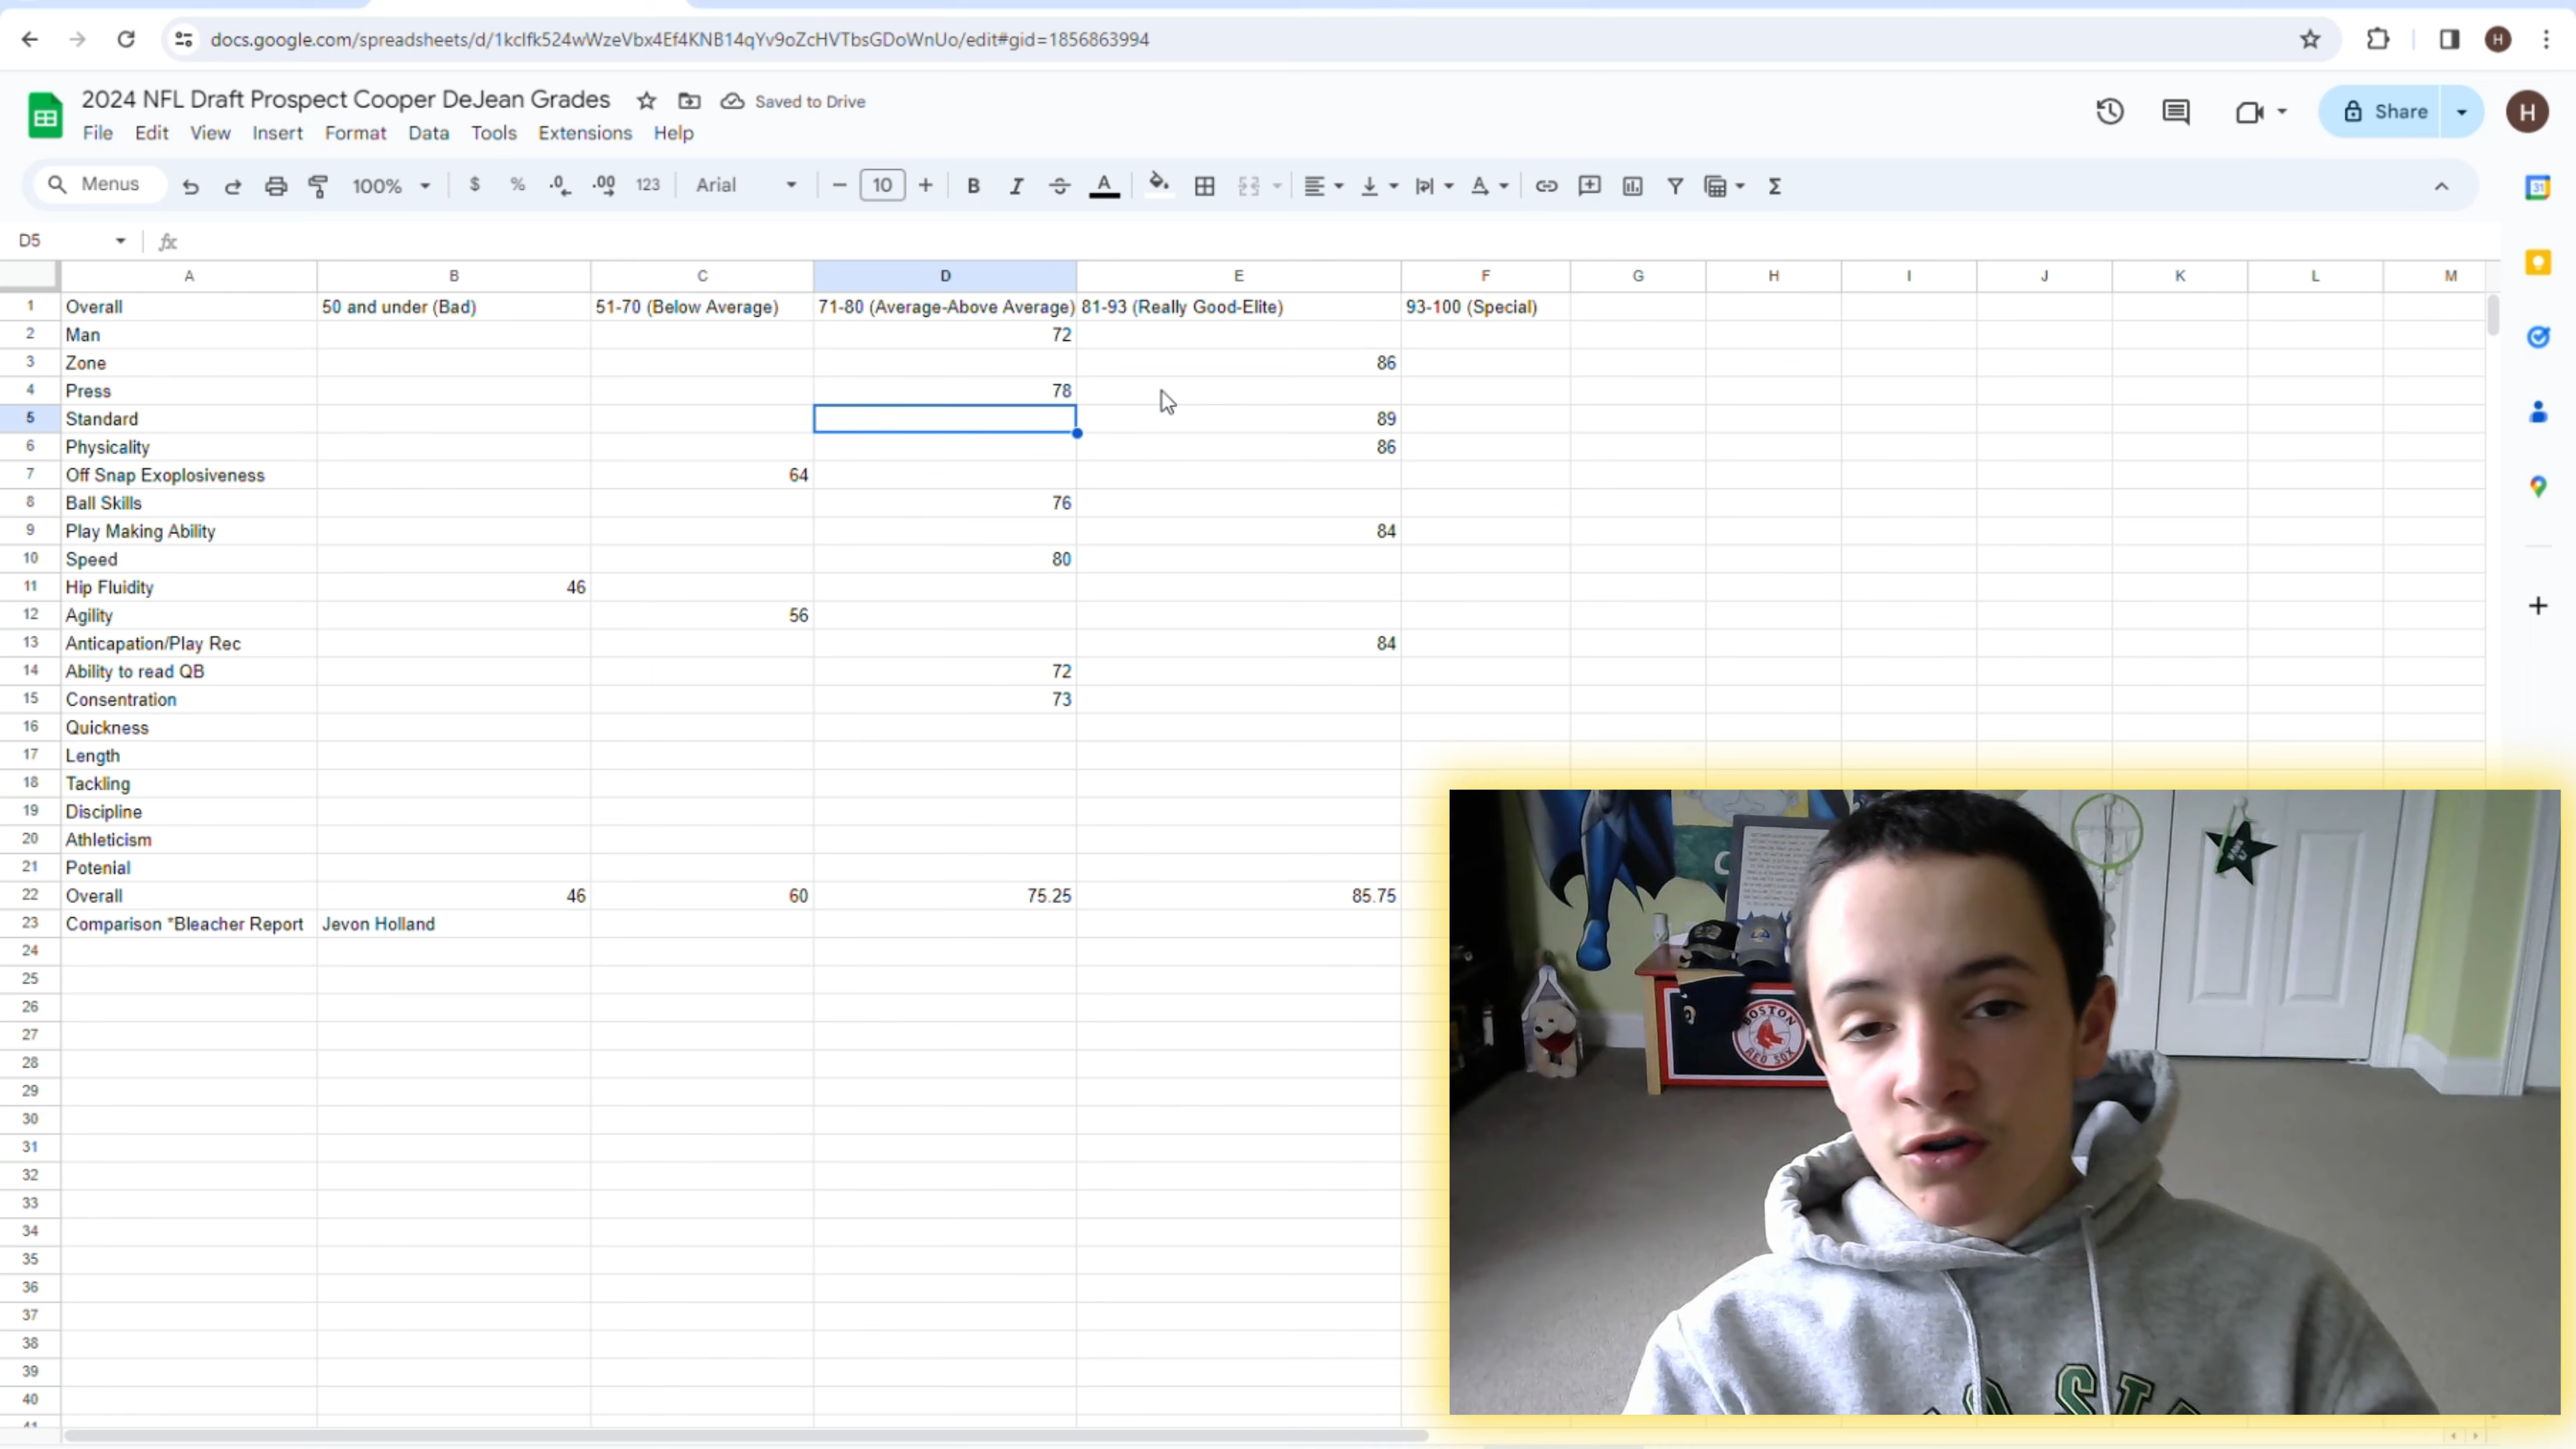 docs.google.com/spreadsheets/d/1kclfk524wWzeVbx4Ef4KNB14qYv9oZcHVTbsGDoWnUo/edit#gid=1856863994
H
2024 NFL Draft Prospect Cooper DeJean Grades
Saved to Drive
File Edit View Insert Format Data Tools Extensions Help
Share
H
Menus
100%
$ % .0 .00 123
Arial
10
B I A
31
D5
fx
A B C D E F G H I J K L M
1 Overall 50 and under (Bad) 51-70 (Below Average) 71-80 (Average-Above Average) 81-93 (Really Good-Elite) 93-100 (Special)
2 Man 72
3 Zone 86
4 Press 78
5 Standard 89
6 Physicality 86
7 Off Snap Exoplosiveness 64
8 Ball Skills 76
9 Play Making Ability 84
10 Speed 80
11 Hip Fluidity 46
12 Agility 56
13 Anticapation/Play Rec 84
14 Ability to read QB 72
15 Consentration 73
16 Quickness
17 Length
18 Tackling
19 Discipline
20 Athleticism
21 Potenial
22 Overall 46 60 75.25 85.75
23 Comparison *Bleacher Report Jevon Holland
24
25
26
27
28
29
30
31
32
33
34
35
36
37
38
39
40
41
BOSTON
RED SOX